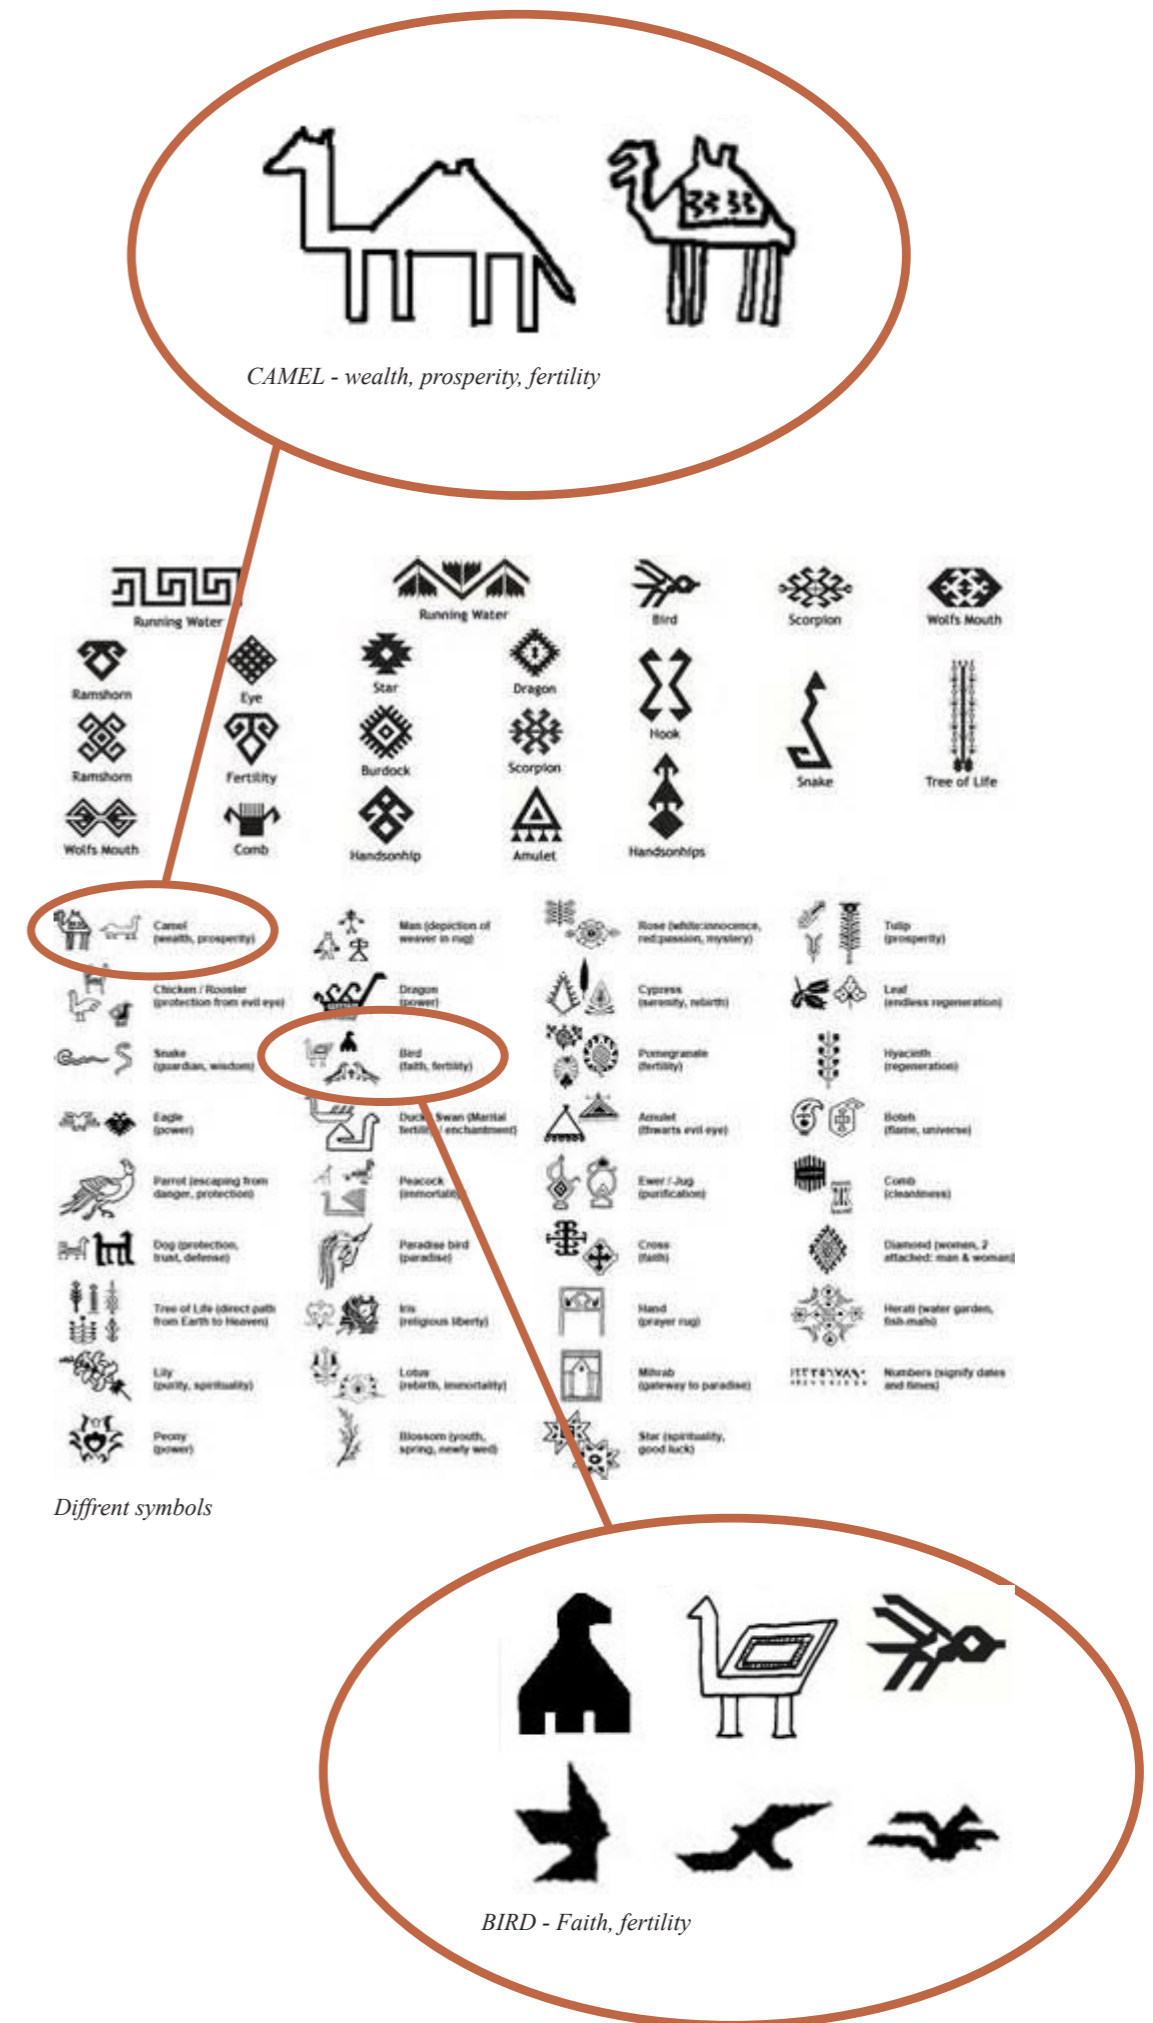 CAMEL - wealth, prosperity, fertility
Running Water
Running Water
Bird
Scorpion
Wolfs Mouth
Ramshorn
Eye
Star
Dragon
Hook
Snake
Tree of Life
Ramshorn
Fertility
Burdock
Scorpion
Wolfs Mouth
Comb
Handsonhip
Amulet
Handsonhips
Camel
(wealth, prosperity)
Man (depiction of
weaver in rug)
Rose (white:innocence,
red:passion, mystery)
Tulip
(prosperity)
Chicken / Rooster
(protection from evil eye)
Dragon
(power)
Cypress
(serenity, rebirth)
Leaf
(endless regeneration)
Snake
(guardian, wisdom)
Bird
(faith, fertility)
Pomegranate
(fertility)
Hyacinth
(regeneration)
Eagle
(power)
Duck, Swan (Marital
fertility / enchantment)
Amulet
(thwarts evil eye)
Boteh
(flame, universe)
Parrot (escaping from
danger, protection)
Peacock
(immortality)
Ewer / Jug
(purification)
Comb
(cleanliness)
Dog (protection,
trust, defense)
Paradise bird
(paradise)
Cross
(faith)
Diamond (women, 2
attached: man & woman)
Tree of Life (direct path
from Earth to Heaven)
Iris
(religious liberty)
Hand
(prayer rug)
Herati (water garden,
fish-mahi)
Lily
(purity, spirituality)
Lotus
(rebirth, immortality)
Mihrab
(gateway to paradise)
Numbers (signify dates
and times)
Peony
(power)
Blossom (youth,
spring, newly wed)
Star (spirituality,
good luck)
Diffrent symbols
BIRD - Faith, fertility